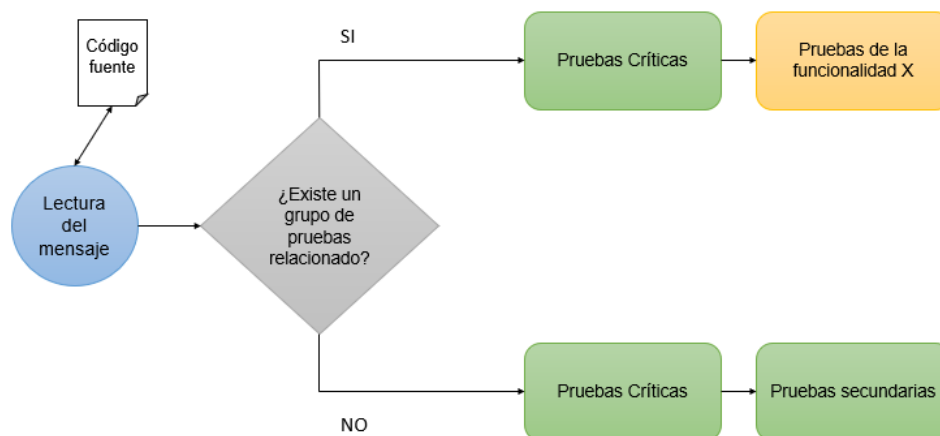 Código
fuente
SI
Pruebas Críticas
Pruebas de la
funcionalidad X
Lectura
del
mensaje
¿Existe un
grupo de
pruebas
relacionado?
Pruebas Críticas
Pruebas secundarias
NO